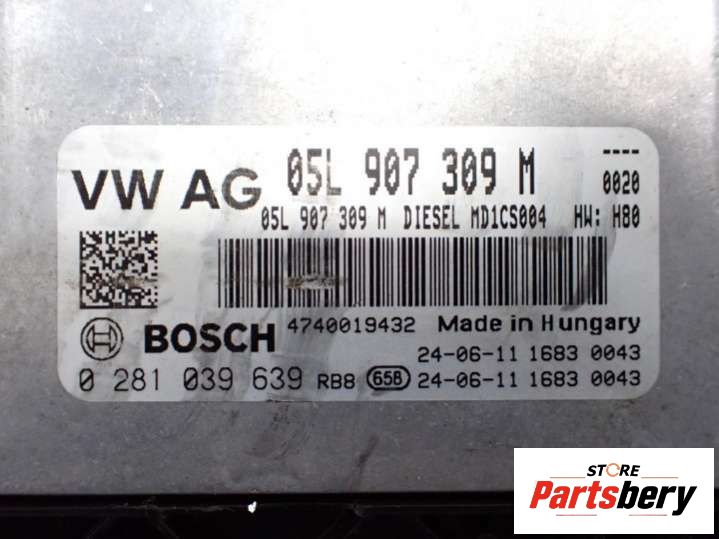 VW AG 05L 907 309 M ----
0020
05L 907 309 M DIESEL MD1CS004 HW: H80
BOSCH 4740019432 Made in Hungary
24-06-11 1683 0043
0 281 039 639 RB8 65B 24-06-11 1683 0043
STORE
Partsbery